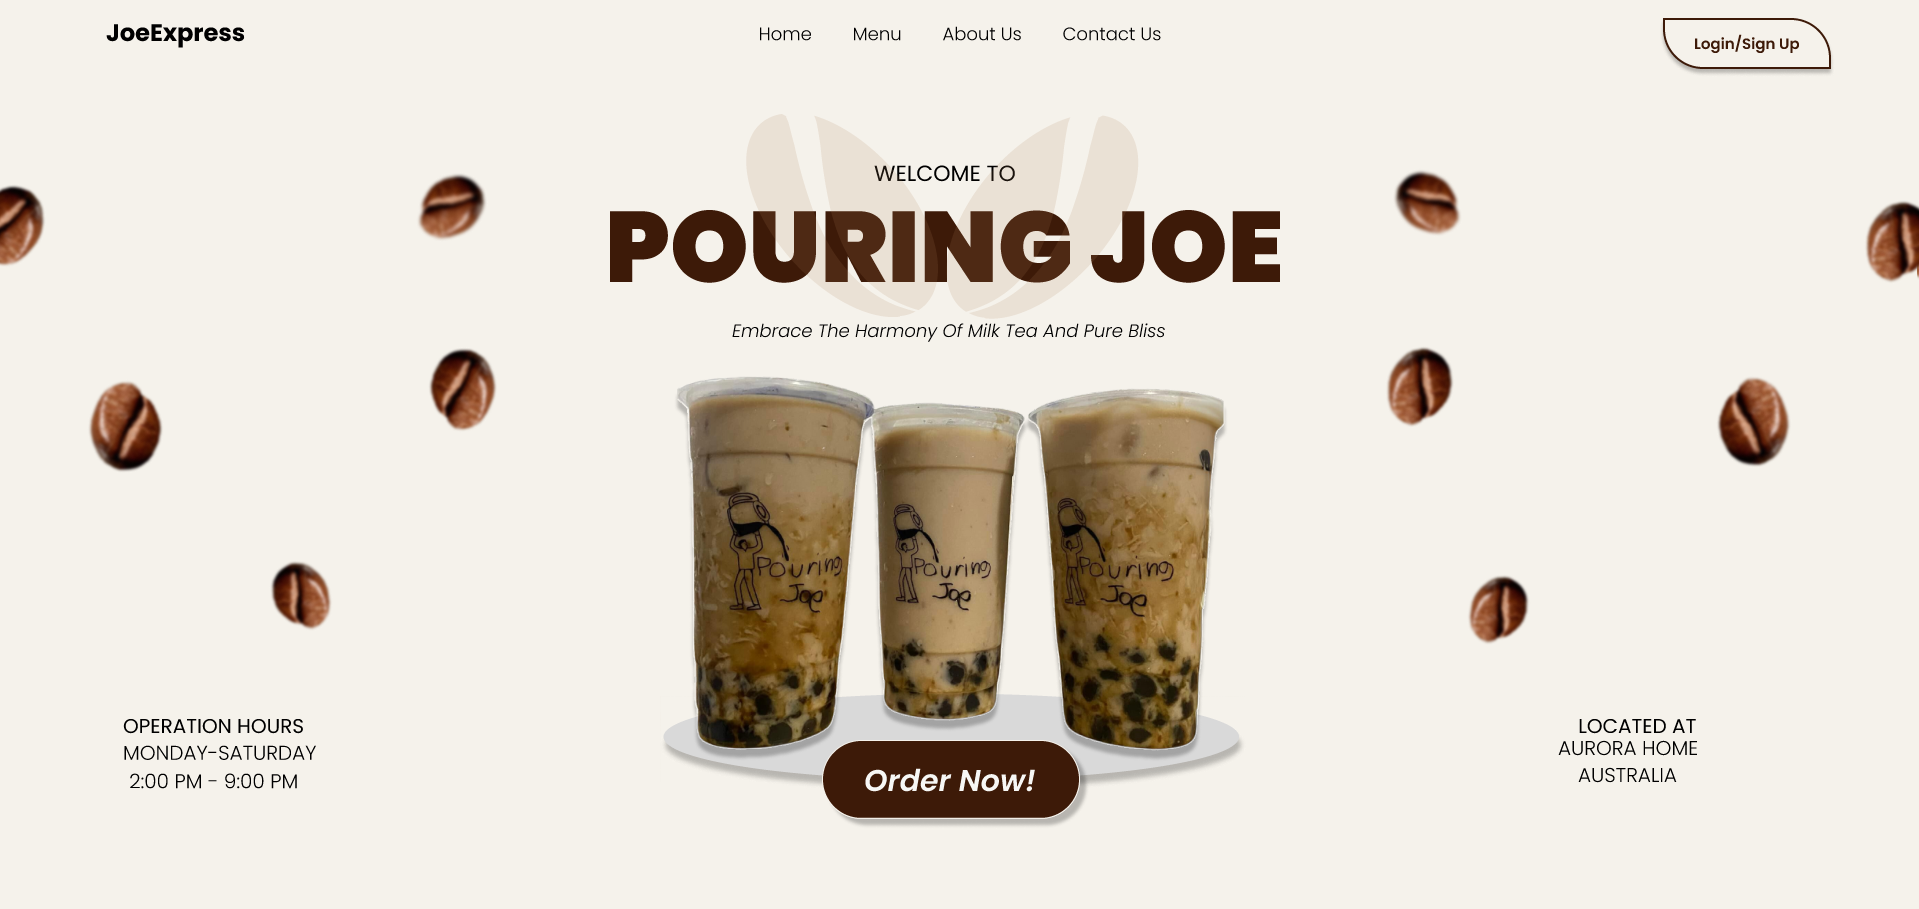 JoeExpress
Home
Menu
About Us
Contact Us
Login/Sign Up
WELCOME TO
POURING JOE
Embrace The Harmony Of Milk Tea And Pure Bliss
Pouring
Joe
Pouring
Joe
Pouring
Joe
OPERATION HOURS
MONDAY-SATURDAY
2:00 PM - 9:00 PM
LOCATED AT
AURORA HOME
AUSTRALIA
Order Now!